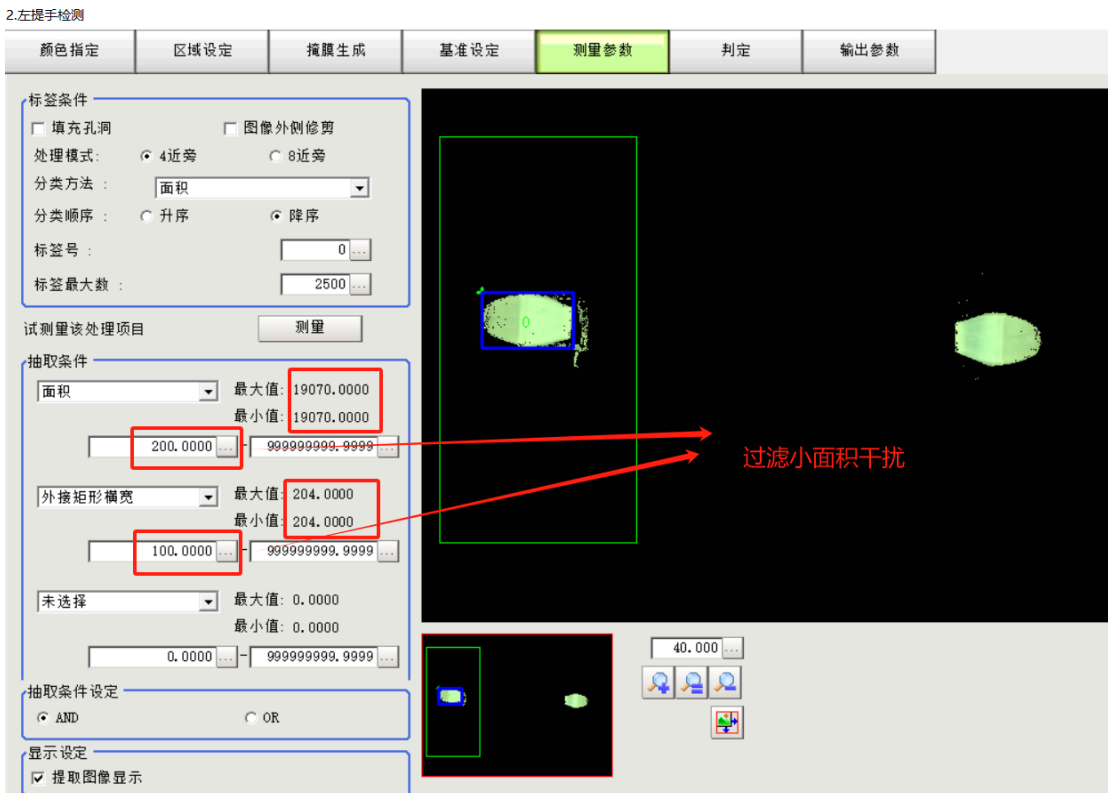 2.左提手检测
颜色指定 区域设定 掩膜生成 基准设定 测量参数 判定 输出参数
标签条件
填充孔洞 图像外侧修剪
处理模式: 4近旁 8近旁
分类方法 : 面积
分类顺序 : 升序 降序
标签号 : 0 ...
标签最大数 : 2500 ...
试测量该处理项目 测量
抽取条件
面积 最大值: 19070.0000
最小值: 19070.0000
200.0000 ... - 999999999.9999 ...
过滤小面积干扰
外接矩形横宽 最大值: 204.0000
最小值: 204.0000
100.0000 ... - 999999999.9999 ...
未选择 最大值: 0.0000
最小值: 0.0000
0.0000 ... - 999999999.9999 ...
40.000 ...
抽取条件设定
AND OR
显示设定
提取图像显示
0